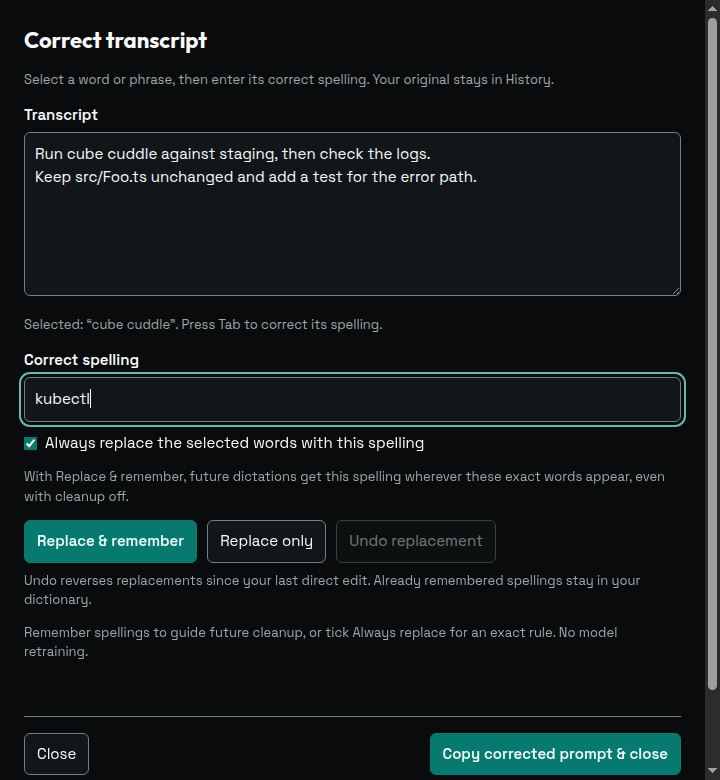 Correct transcript
Select a word or phrase, then enter its correct spelling. Your original stays in History.
Transcript
Run cube cuddle against staging, then check the logs.
Keep src/Foo.ts unchanged and add a test for the error path.
Selected: “cube cuddle”. Press Tab to correct its spelling.
Correct spelling
kubectl
Always replace the selected words with this spelling
With Replace & remember, future dictations get this spelling wherever these exact words appear, even
with cleanup off.
Replace & remember
Replace only
Undo replacement
Undo reverses replacements since your last direct edit. Already remembered spellings stay in your
dictionary.
Remember spellings to guide future cleanup, or tick Always replace for an exact rule. No model
retraining.
Close
Copy corrected prompt & close